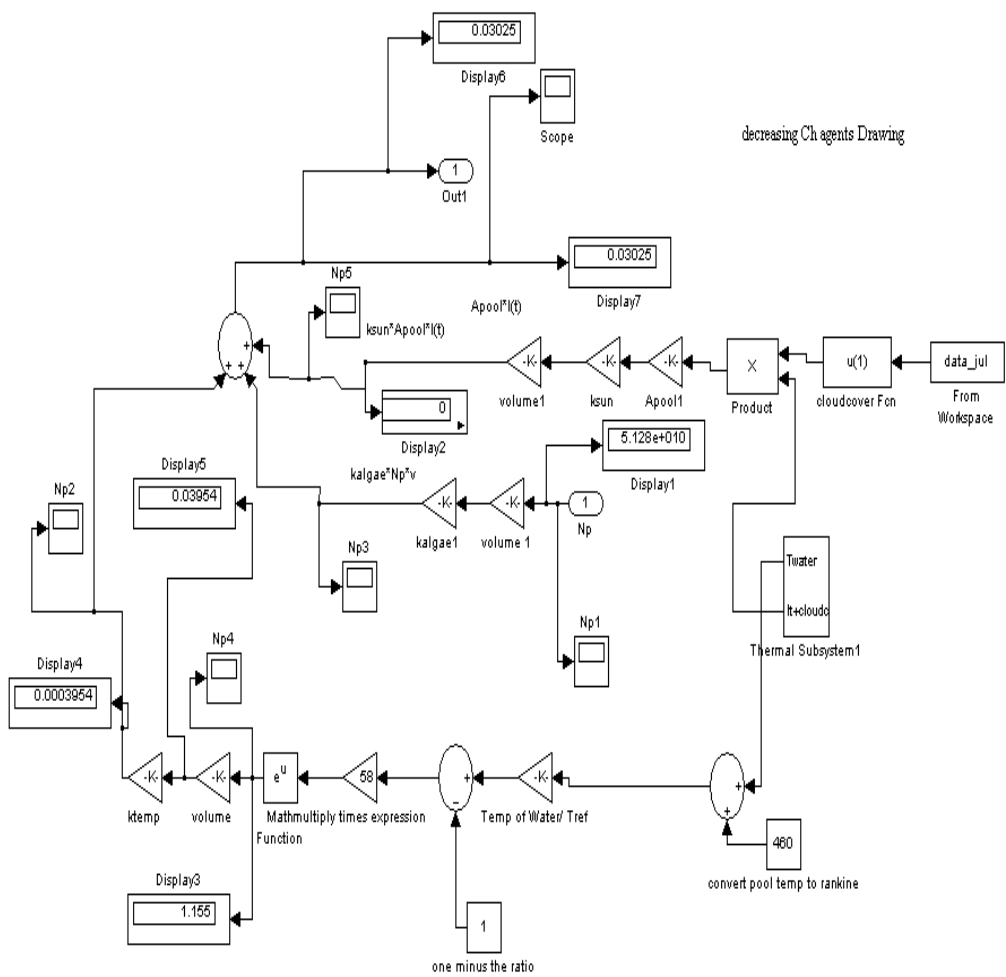 0.03025
Display6
Scope
decreasing Ch agents Drawing
1
Out1
0.03025
Display7
Np5
Apool*I(t)
ksun*Apool*I(t)
+
+ +
-K-
volume1
-K-
ksun
-K-
Apool1
X
Product
u(1)
cloudcover Fcn
data_jul
From
Workspace
0
Display2
5.128e+010
Display1
kalgae*Np*v
Display5
0.03954
Np2
-K-
kalgae1
-K-
volume 1
1
Np
Np3
Np1
Twater
It+cloudc
Thermal Subsystem1
Np4
Display4
0.0003954
-K-
ktemp
-K-
volume
e^u
Math
Function
58
multiply times expression
+
−
-K-
Temp of Water/ Tref
+
+
460
convert pool temp to rankine
Display3
1.155
1
one minus the ratio